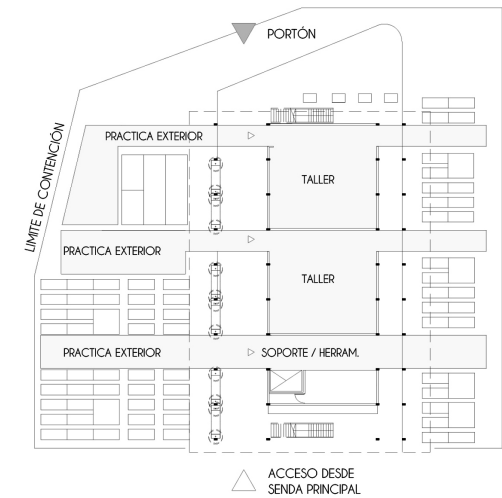 PORTÓN
LIMITE DE CONTENCIÓN
PRACTICA EXTERIOR
TALLER
PRACTICA EXTERIOR
TALLER
PRACTICA EXTERIOR
SOPORTE / HERRAM.
ACCESO DESDE
SENDA PRINCIPAL